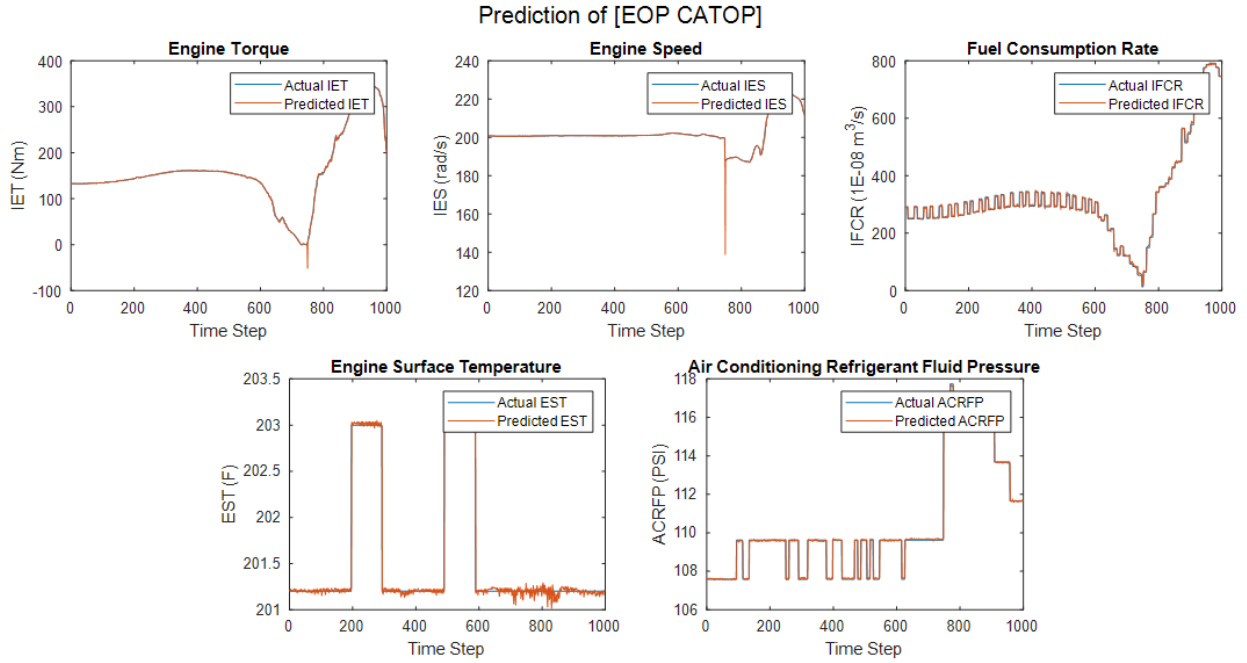 Prediction of [EOP CATOP]
Engine Torque
400
300
200
100
0
-100
IET (Nm)
Actual IET
Predicted IET
0 200 400 600 800 1000
Time Step
Engine Speed
240
220
200
180
160
140
120
IES (rad/s)
Actual IES
Predicted IES
0 200 400 600 800 1000
Time Step
Fuel Consumption Rate
800
600
400
200
0
IFCR (1E-08 m³/s)
Actual IFCR
Predicted IFCR
0 200 400 600 800 1000
Time Step
Engine Surface Temperature
203.5
203
202.5
202
201.5
201
EST (F)
Actual EST
Predicted EST
0 200 400 600 800 1000
Time Step
Air Conditioning Refrigerant Fluid Pressure
118
116
114
112
110
108
106
ACRFP (PSI)
Actual ACRFP
Predicted ACRFP
0 200 400 600 800 1000
Time Step